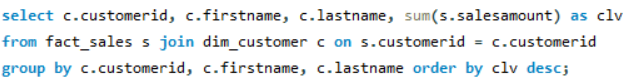 select c.customerid, c.firstname, c.lastname, sum(s.salesamount) as clv
from fact_sales s join dim_customer c on s.customerid = c.customerid
group by c.customerid, c.firstname, c.lastname order by clv desc;